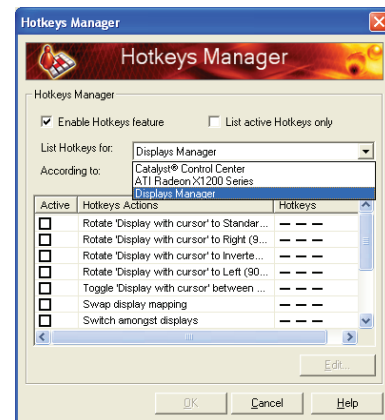 Hotkeys Manager
Hotkeys Manager
Hotkeys Manager
Enable Hotkeys feature
List active Hotkeys only
List Hotkeys for:
Displays Manager
According to:
Catalyst® Control Center
ATI Radeon X1200 Series
Displays Manager
Active Hotkeys Actions Hotkeys
Rotate 'Display with cursor' to Standar... — — —
Rotate 'Display with cursor' to Right (9... — — —
Rotate 'Display with cursor' to Inverte... — — —
Rotate 'Display with cursor' to Left (90... — — —
Toggle 'Display with cursor' between ... — — —
Swap display mapping — — —
Switch amongst displays — — —
Edit...
OK Cancel Help